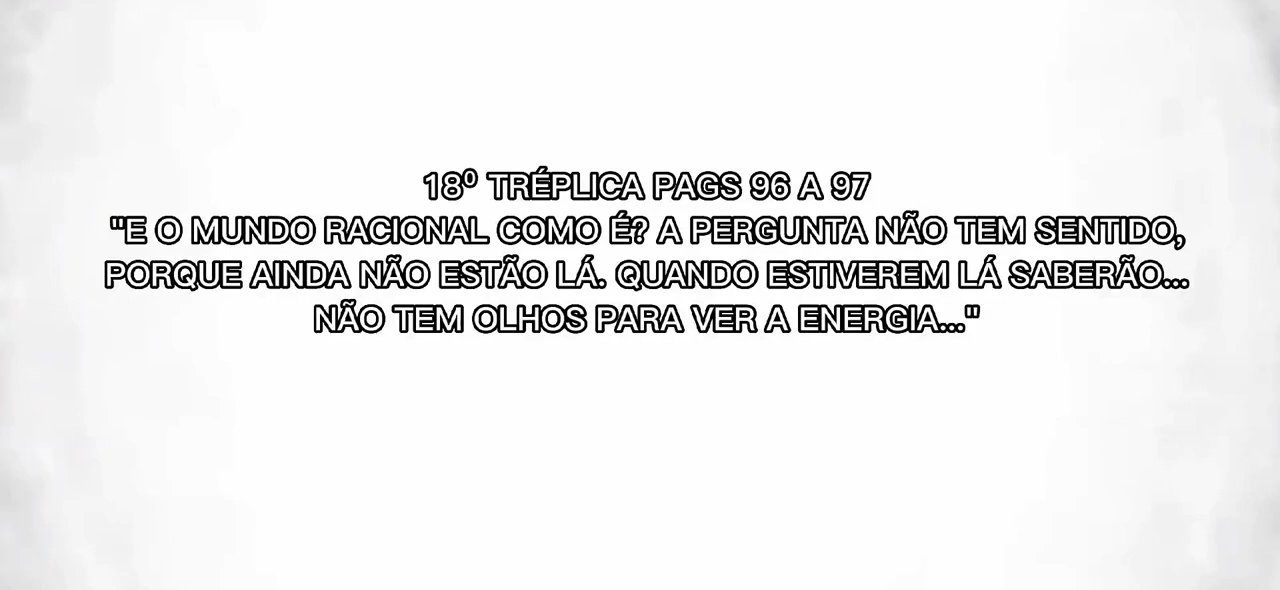 18º TRÉPLICA PAGS 96 A 97
"E O MUNDO RACIONAL COMO É? A PERGUNTA NÃO TEM SENTIDO,
PORQUE AINDA NÃO ESTÃO LÁ. QUANDO ESTIVEREM LÁ SABERÃO...
NÃO TEM OLHOS PARA VER A ENERGIA..."